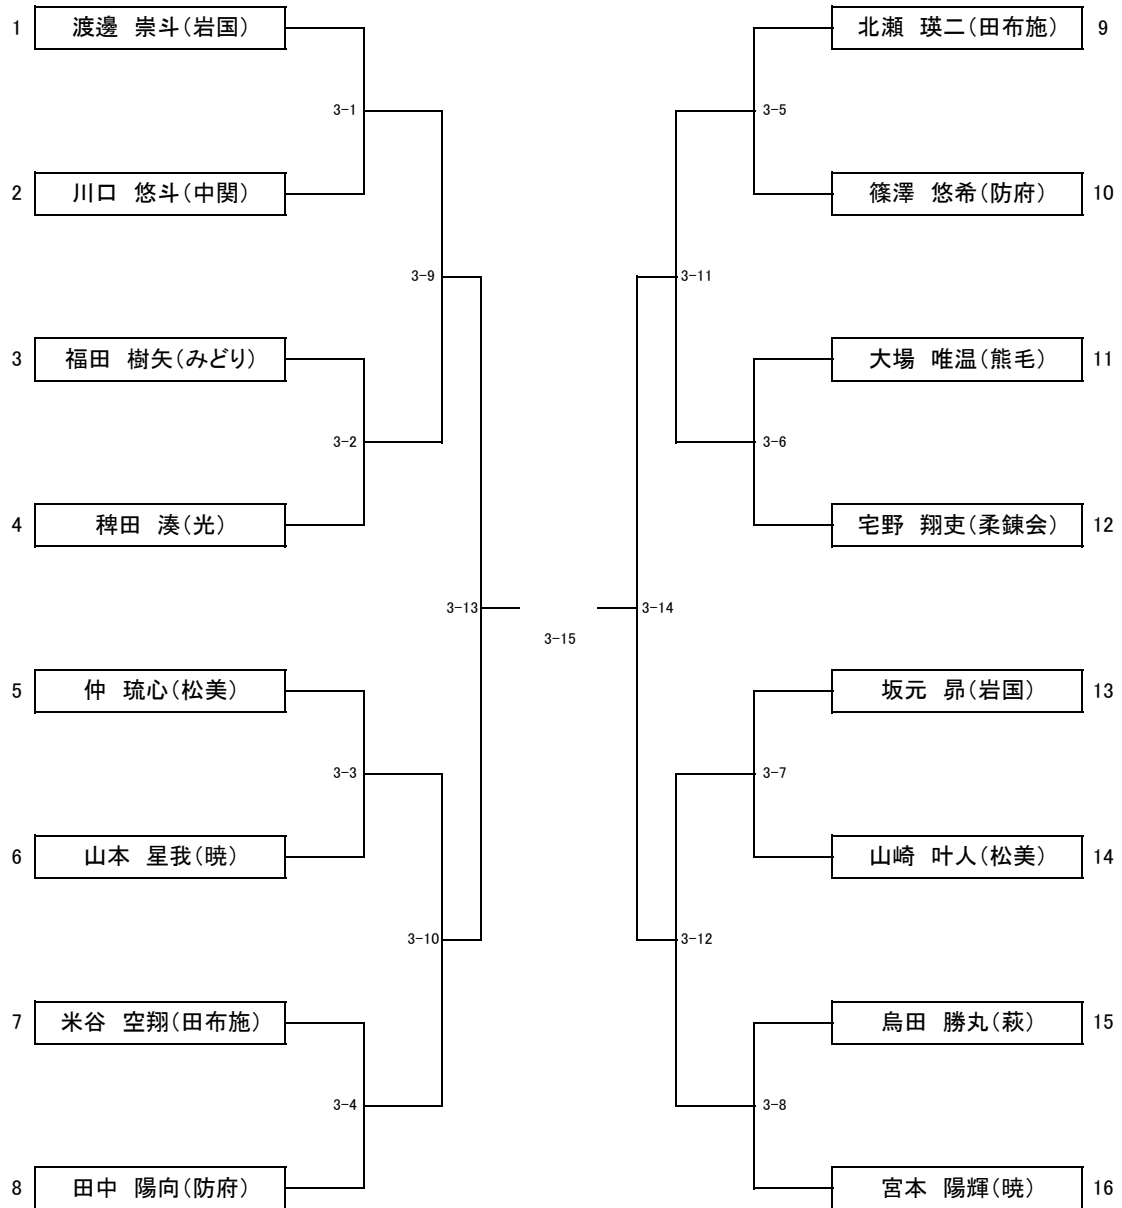 1 渡邊 崇斗(岩国)
北瀬 瑛二(田布施) 9
3-1
3-5
2 川口 悠斗(中関)
篠澤 悠希(防府) 10
3-9
3-11
3 福田 樹矢(みどり)
大場 唯温(熊毛) 11
3-2
3-6
4 稗田 湊(光)
宅野 翔吏(柔錬会) 12
3-13
3-14
3-15
5 仲 琉心(松美)
坂元 昴(岩国) 13
3-3
3-7
6 山本 星我(暁)
山崎 叶人(松美) 14
3-10
3-12
7 米谷 空翔(田布施)
烏田 勝丸(萩) 15
3-4
3-8
8 田中 陽向(防府)
宮本 陽輝(暁) 16